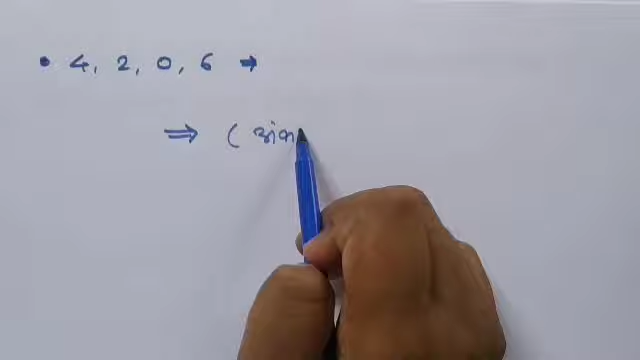 • 4, 2, 0, 6 →
⇒ (